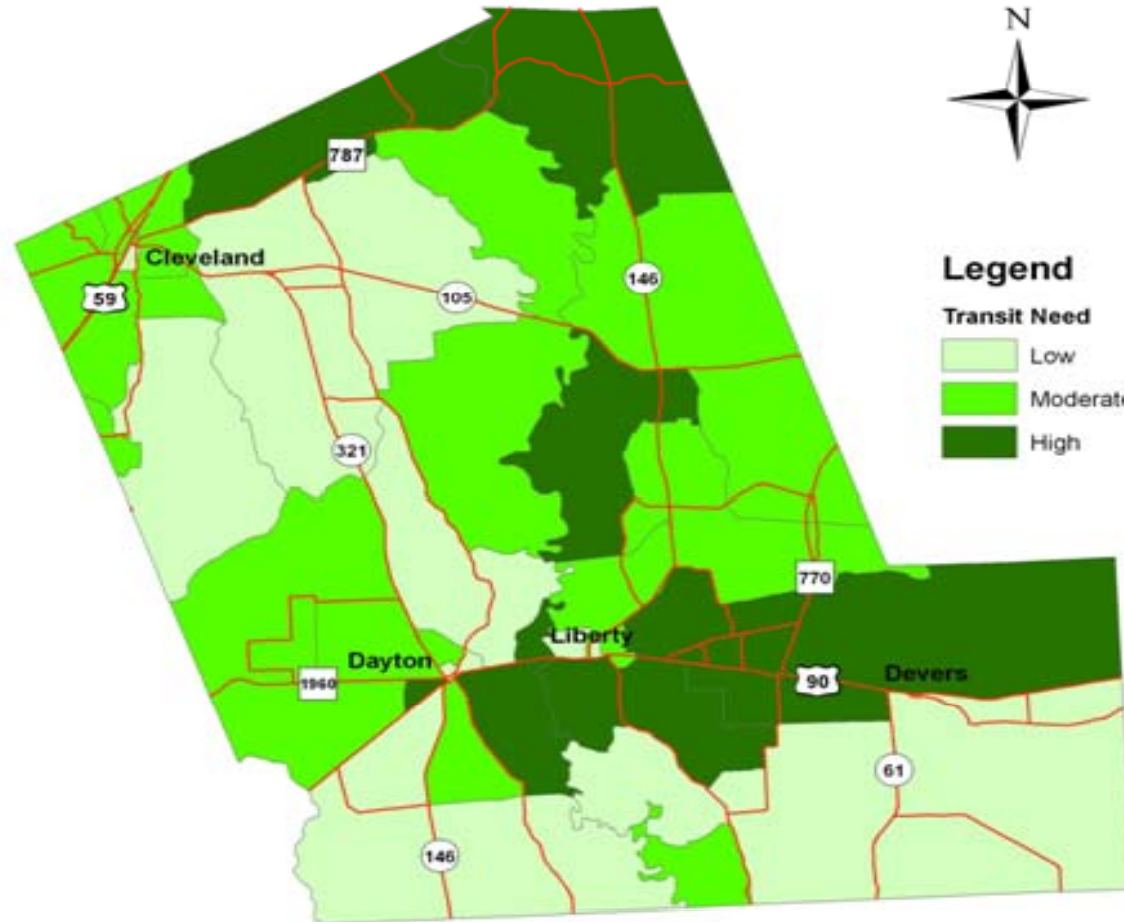 N
787
Cleveland
59
105
146
Legend
Transit Need
Low
Moderate
High
321
770
Liberty
Dayton
1960
90
Devers
61
146